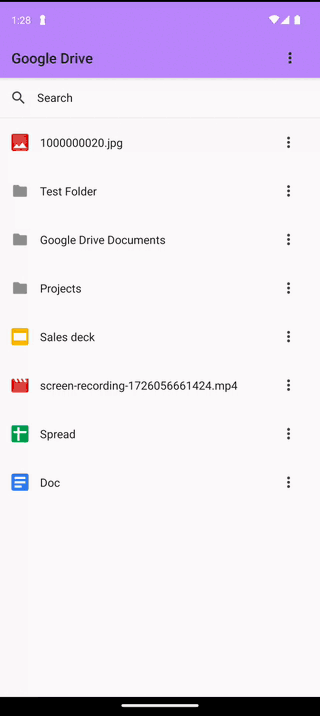 1:28
Google Drive
Search
1000000020.jpg
Test Folder
Google Drive Documents
Projects
Sales deck
screen-recording-1726056661424.mp4
Spread
Doc